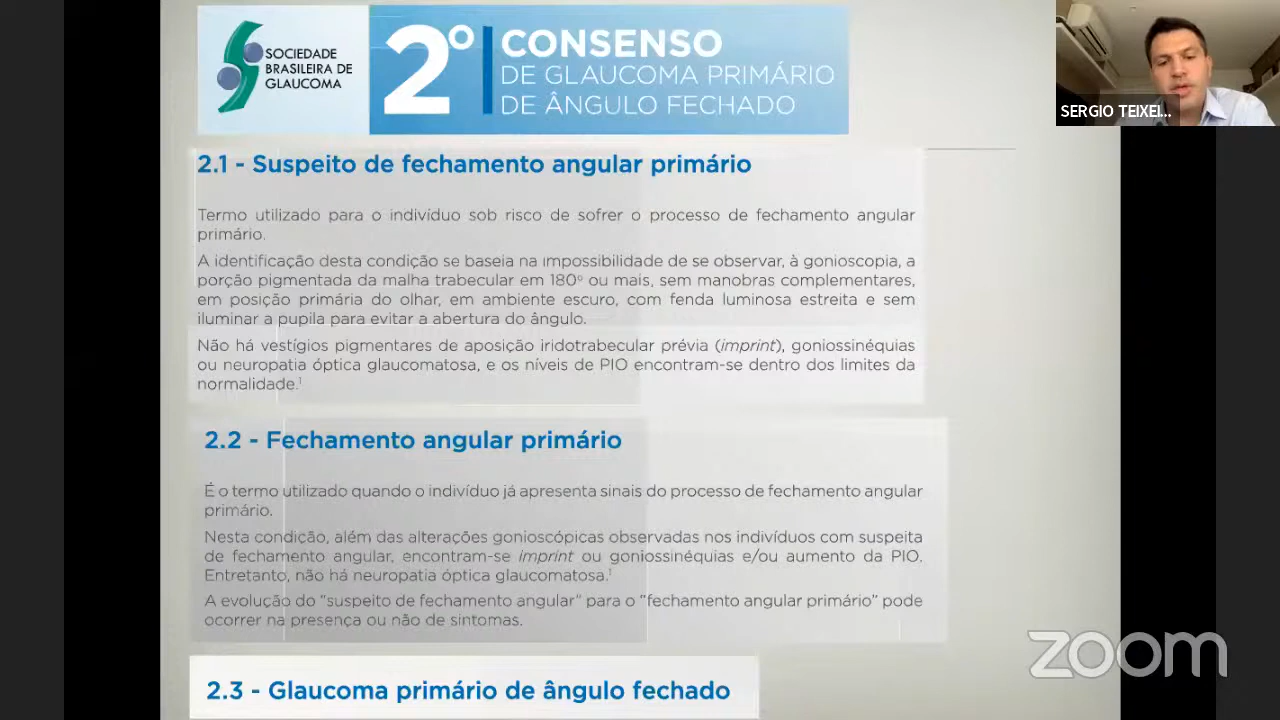 SOCIEDADE
BRASILEIRA DE
GLAUCOMA
2º
CONSENSO
DE GLAUCOMA PRIMÁRIO
DE ÂNGULO FECHADO
SERGIO TEIXEI...
2.1 - Suspeito de fechamento angular primário
Termo utilizado para o indivíduo sob risco de sofrer o processo de fechamento angular
primário.
A identificação desta condição se baseia na impossibilidade de se observar, à gonioscopia, a
porção pigmentada da malha trabecular em 180º ou mais, sem manobras complementares,
em posição primária do olhar, em ambiente escuro, com fenda luminosa estreita e sem
iluminar a pupila para evitar a abertura do ângulo.
Não há vestígios pigmentares de aposição iridotrabecular prévia (imprint), goniossinéquias
ou neuropatia óptica glaucomatosa, e os níveis de PIO encontram-se dentro dos limites da
normalidade.¹
2.2 - Fechamento angular primário
É o termo utilizado quando o indivíduo já apresenta sinais do processo de fechamento angular
primário.
Nesta condição, além das alterações gonioscópicas observadas nos indivíduos com suspeita
de fechamento angular, encontram-se imprint ou goniossinéquias e/ou aumento da PIO.
Entretanto, não há neuropatia óptica glaucomatosa.¹
A evolução do "suspeito de fechamento angular" para o "fechamento angular primário" pode
ocorrer na presença ou não de sintomas.
zoom
2.3 - Glaucoma primário de ângulo fechado